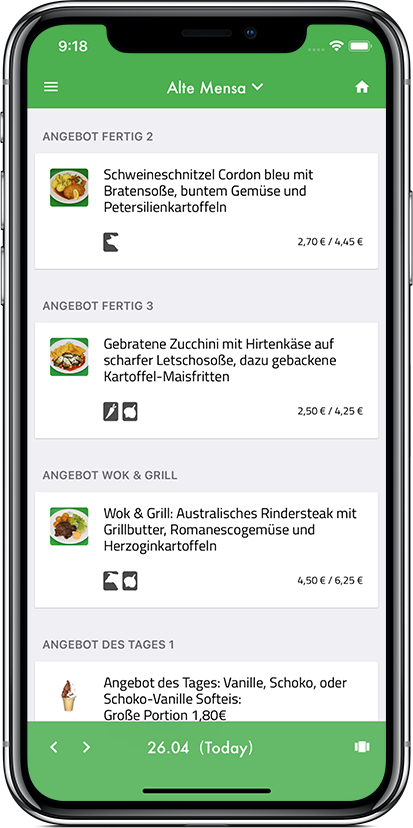 9:18
Alte Mensa
ANGEBOT FERTIG 2
Schweineschnitzel Cordon bleu mit
Bratensoße, buntem Gemüse und
Petersilienkartoffeln
2,70 € / 4,45 €
ANGEBOT FERTIG 3
Gebratene Zucchini mit Hirtenkäse auf
scharfer Letschosoße, dazu gebackene
Kartoffel-Maisfritten
2,50 € / 4,25 €
ANGEBOT WOK & GRILL
Wok & Grill: Australisches Rindersteak mit
Grillbutter, Romanescogemüse und
Herzoginkartoffeln
4,50 € / 6,25 €
ANGEBOT DES TAGES 1
Angebot des Tages: Vanille, Schoko, oder
Schoko-Vanille Softeis:
Große Portion 1,80€
26.04 (Today)